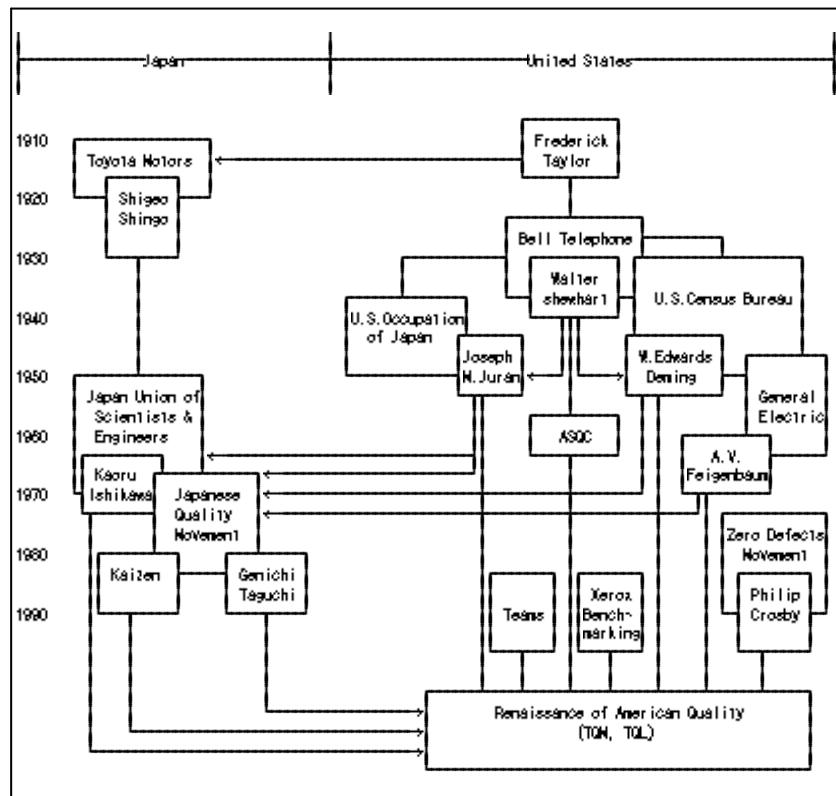 Japan
United States
1910
Toyota Motors
Frederick
Taylor
1920
Shigeo
Shingo
Bell Telephone
1930
Walter
shewhart
U.S.Census Bureau
1940
U.S.Occupation
of Japan
Joseph
M.Juran
W.Edwards
Deming
1950
Japan Union of
Scientists &
Engineers
General
Electric
1960
ASQC
A.V.
Feigenbaum
Kaoru
Ishikawa
1970
Japanese
Quality
Movement
Zero Defects
Movement
1980
Kaizen
Genichi
Taguchi
1990
Teams
Xerox
Bench-
marking
Philip
Crosby
Renaissance of American Quality
(TQM, TQL)